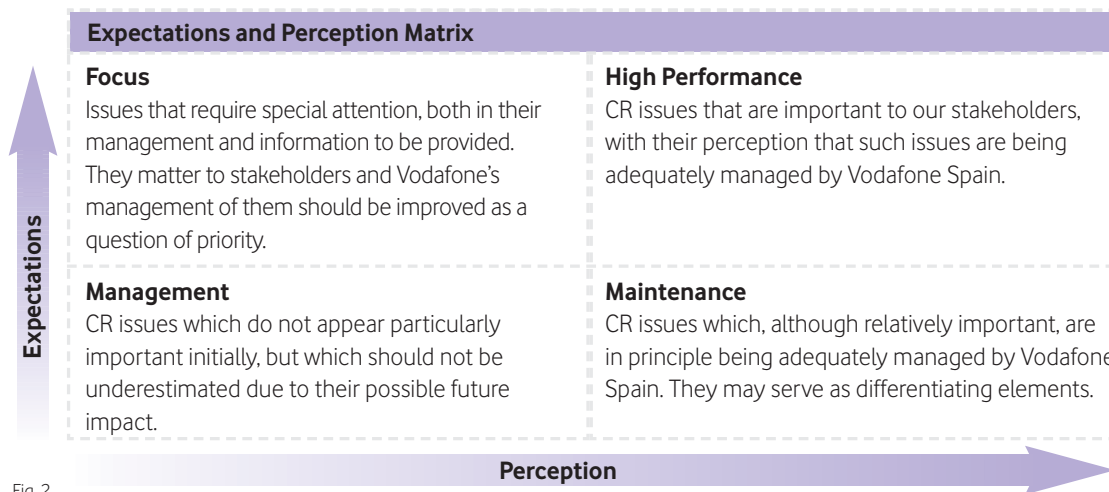 Expectations and Perception Matrix
Focus
Issues that require special attention, both in their
management and information to be provided.
They matter to stakeholders and Vodafone's
management of them should be improved as a
question of priority.
High Performance
CR issues that are important to our stakeholders,
with their perception that such issues are being
adequately managed by Vodafone Spain.
Expectations
Management
CR issues which do not appear particularly
important initially, but which should not be
underestimated due to their possible future
impact.
Maintenance
CR issues which, although relatively important, are
in principle being adequately managed by Vodafone
Spain. They may serve as differentiating elements.
Perception
Fig. 2